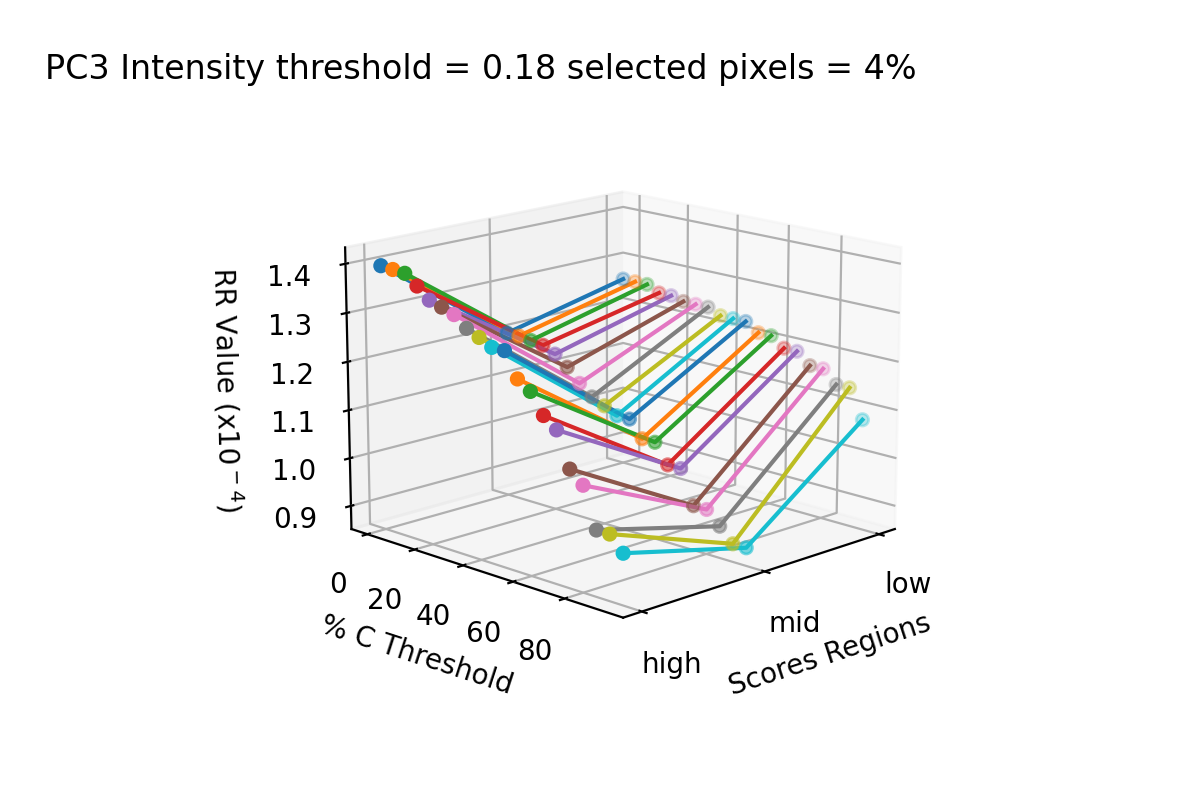 PC3 Intensity threshold = 0.18 selected pixels = 4%
RR Value (x10⁻⁴)
1.4
1.3
1.2
1.1
1.0
0.9
0
20
40
60
80
% C Threshold
high
mid
low
Scores Regions